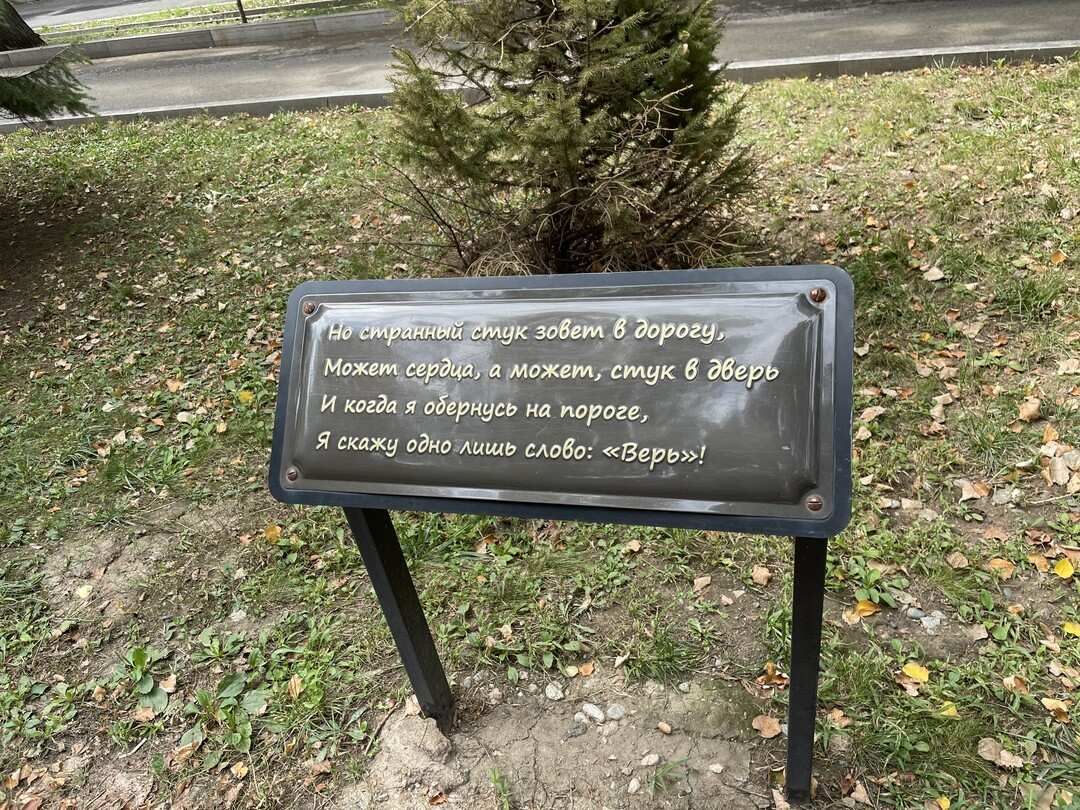 Но странный стук зовет в дорогу,
Может сердца, а может, стук в дверь
И когда я обернусь на пороге,
Я скажу одно лишь слово: «Верь»!